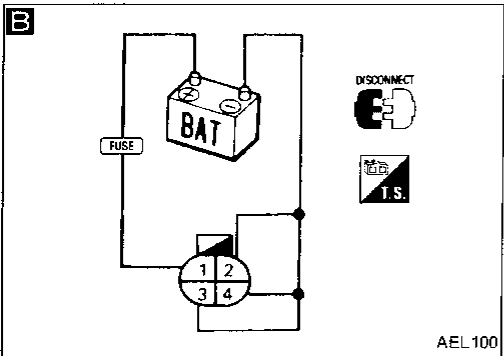 B
DISCONNECT
BAT
FUSE
T.S.
1 2
3 4
AEL100